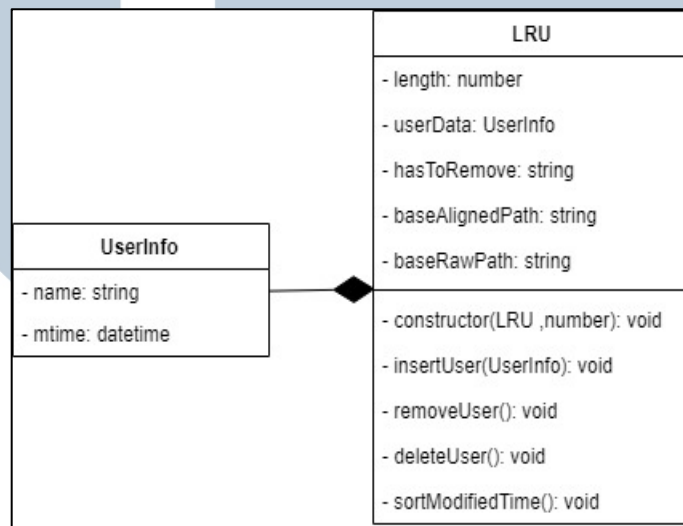 LRU
- length: number
- userData: UserInfo
- hasToRemove: string
- baseAlignedPath: string
- baseRawPath: string
- constructor(LRU ,number): void
- insertUser(UserInfo): void
- removeUser(): void
- deleteUser(): void
- sortModifiedTime(): void
UserInfo
- name: string
- mtime: datetime